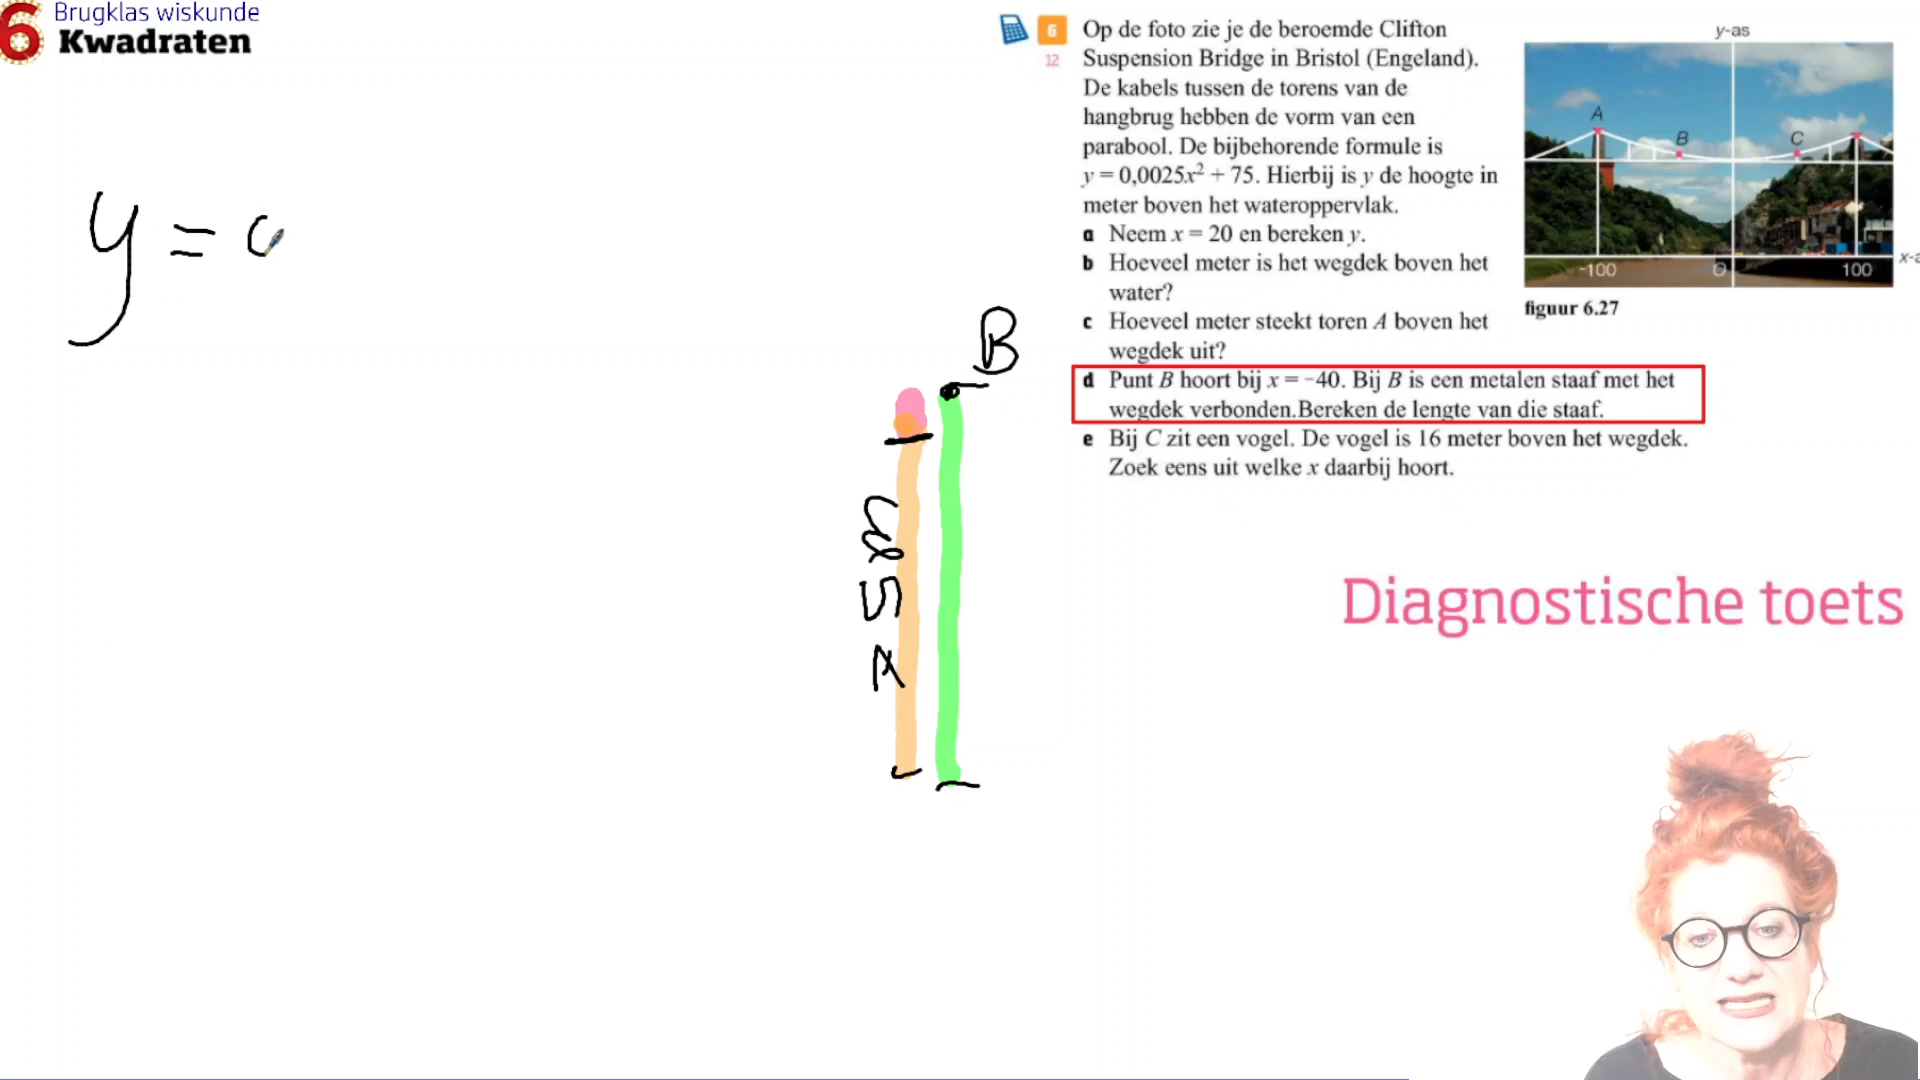 6
Brugklas wiskunde
Kwadraten
y = 0
B
75 m
6
12
Op de foto zie je de beroemde Clifton
Suspension Bridge in Bristol (Engeland).
De kabels tussen de torens van de
hangbrug hebben de vorm van een
parabool. De bijbehorende formule is
y = 0,0025x² + 75. Hierbij is y de hoogte in
meter boven het wateroppervlak.
a Neem x = 20 en bereken y.
b Hoeveel meter is het wegdek boven het
water?
c Hoeveel meter steekt toren A boven het
wegdek uit?
d Punt B hoort bij x = −40. Bij B is een metalen staaf met het
wegdek verbonden.Bereken de lengte van die staaf.
e Bij C zit een vogel. De vogel is 16 meter boven het wegdek.
Zoek eens uit welke x daarbij hoort.
y-as
A
B
C
-100
O
100
x-a
figuur 6.27
Diagnostische toets